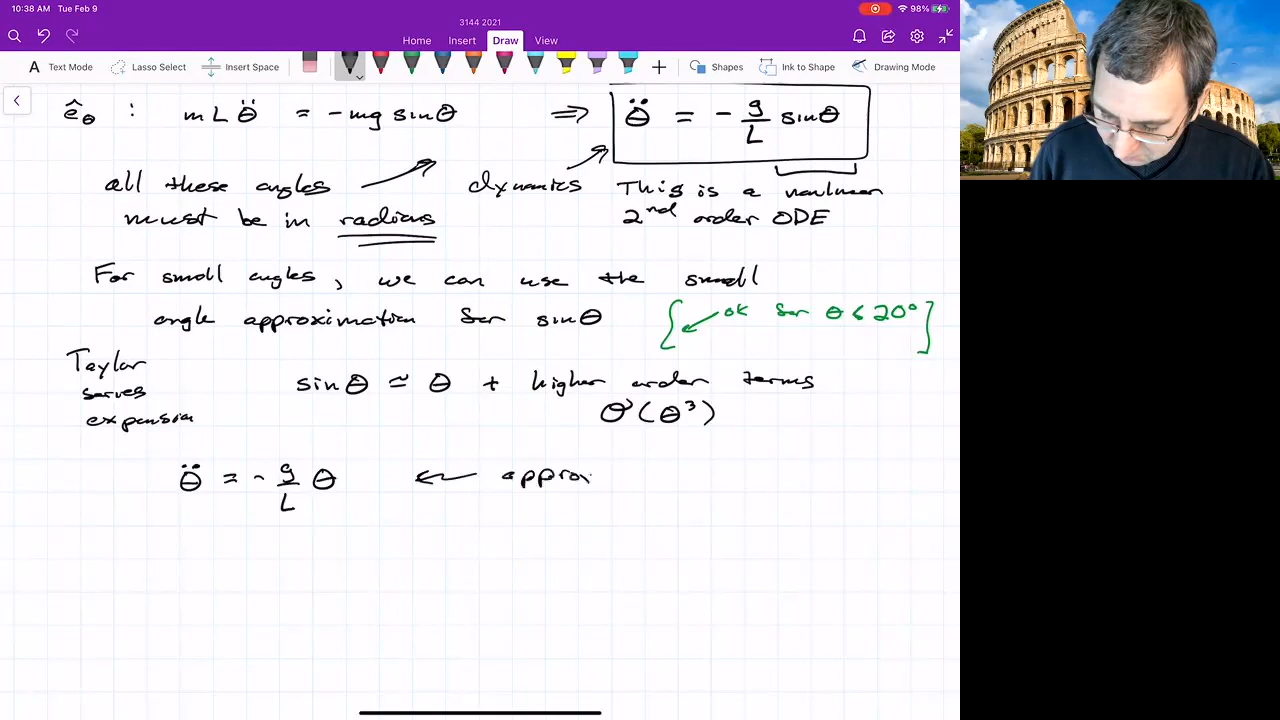 10:38 AM Tue Feb 9
98%
3144 2021
Home Insert Draw View
Text Mode Lasso Select Insert Space Shapes Ink to Shape Drawing Mode
ê_θ : m L θ̈ = -mg sinθ ⇒ θ̈ = - g/L sinθ
all these angles dynamics This is a nonlinear
must be in radians 2nd order ODE
For small angles, we can use the small
angle approximation for sinθ [ ok for θ < 20° ]
Taylor
series
expansion
sinθ ≃ θ + higher order terms
O(θ³)
θ̈ = - g/L θ ← approxi